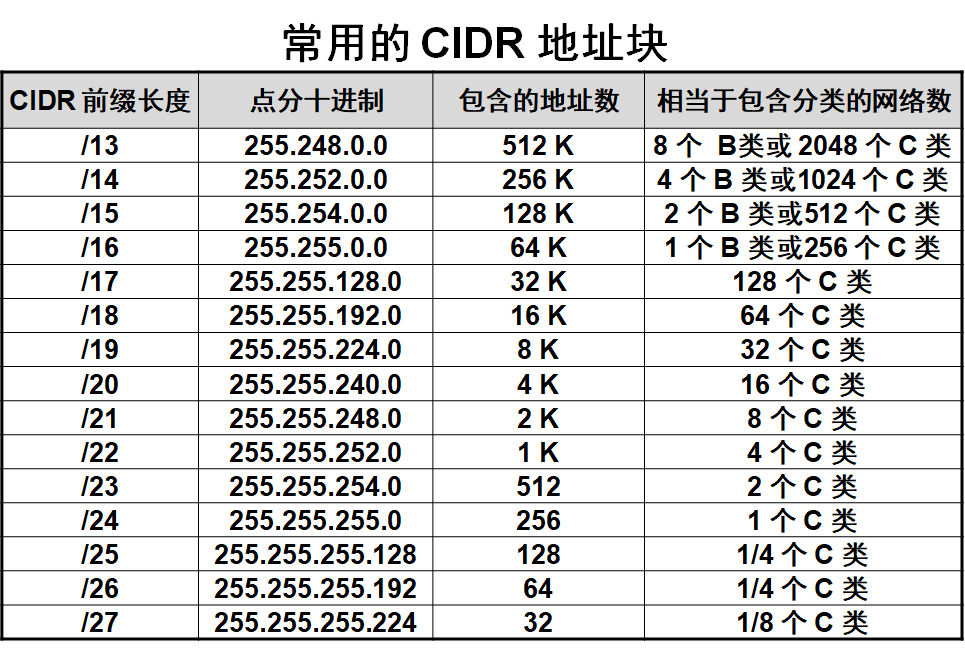 常用的 CIDR 地址块
CIDR 前缀长度 点分十进制 包含的地址数 相当于包含分类的网络数
/13 255.248.0.0 512 K 8 个 B类或 2048 个 C 类
/14 255.252.0.0 256 K 4 个 B 类或1024 个 C 类
/15 255.254.0.0 128 K 2 个 B 类或512 个 C 类
/16 255.255.0.0 64 K 1 个 B 类或256 个 C 类
/17 255.255.128.0 32 K 128 个 C 类
/18 255.255.192.0 16 K 64 个 C 类
/19 255.255.224.0 8 K 32 个 C 类
/20 255.255.240.0 4 K 16 个 C 类
/21 255.255.248.0 2 K 8 个 C 类
/22 255.255.252.0 1 K 4 个 C 类
/23 255.255.254.0 512 2 个 C 类
/24 255.255.255.0 256 1 个 C 类
/25 255.255.255.128 128 1/4 个 C 类
/26 255.255.255.192 64 1/4 个 C 类
/27 255.255.255.224 32 1/8 个 C 类